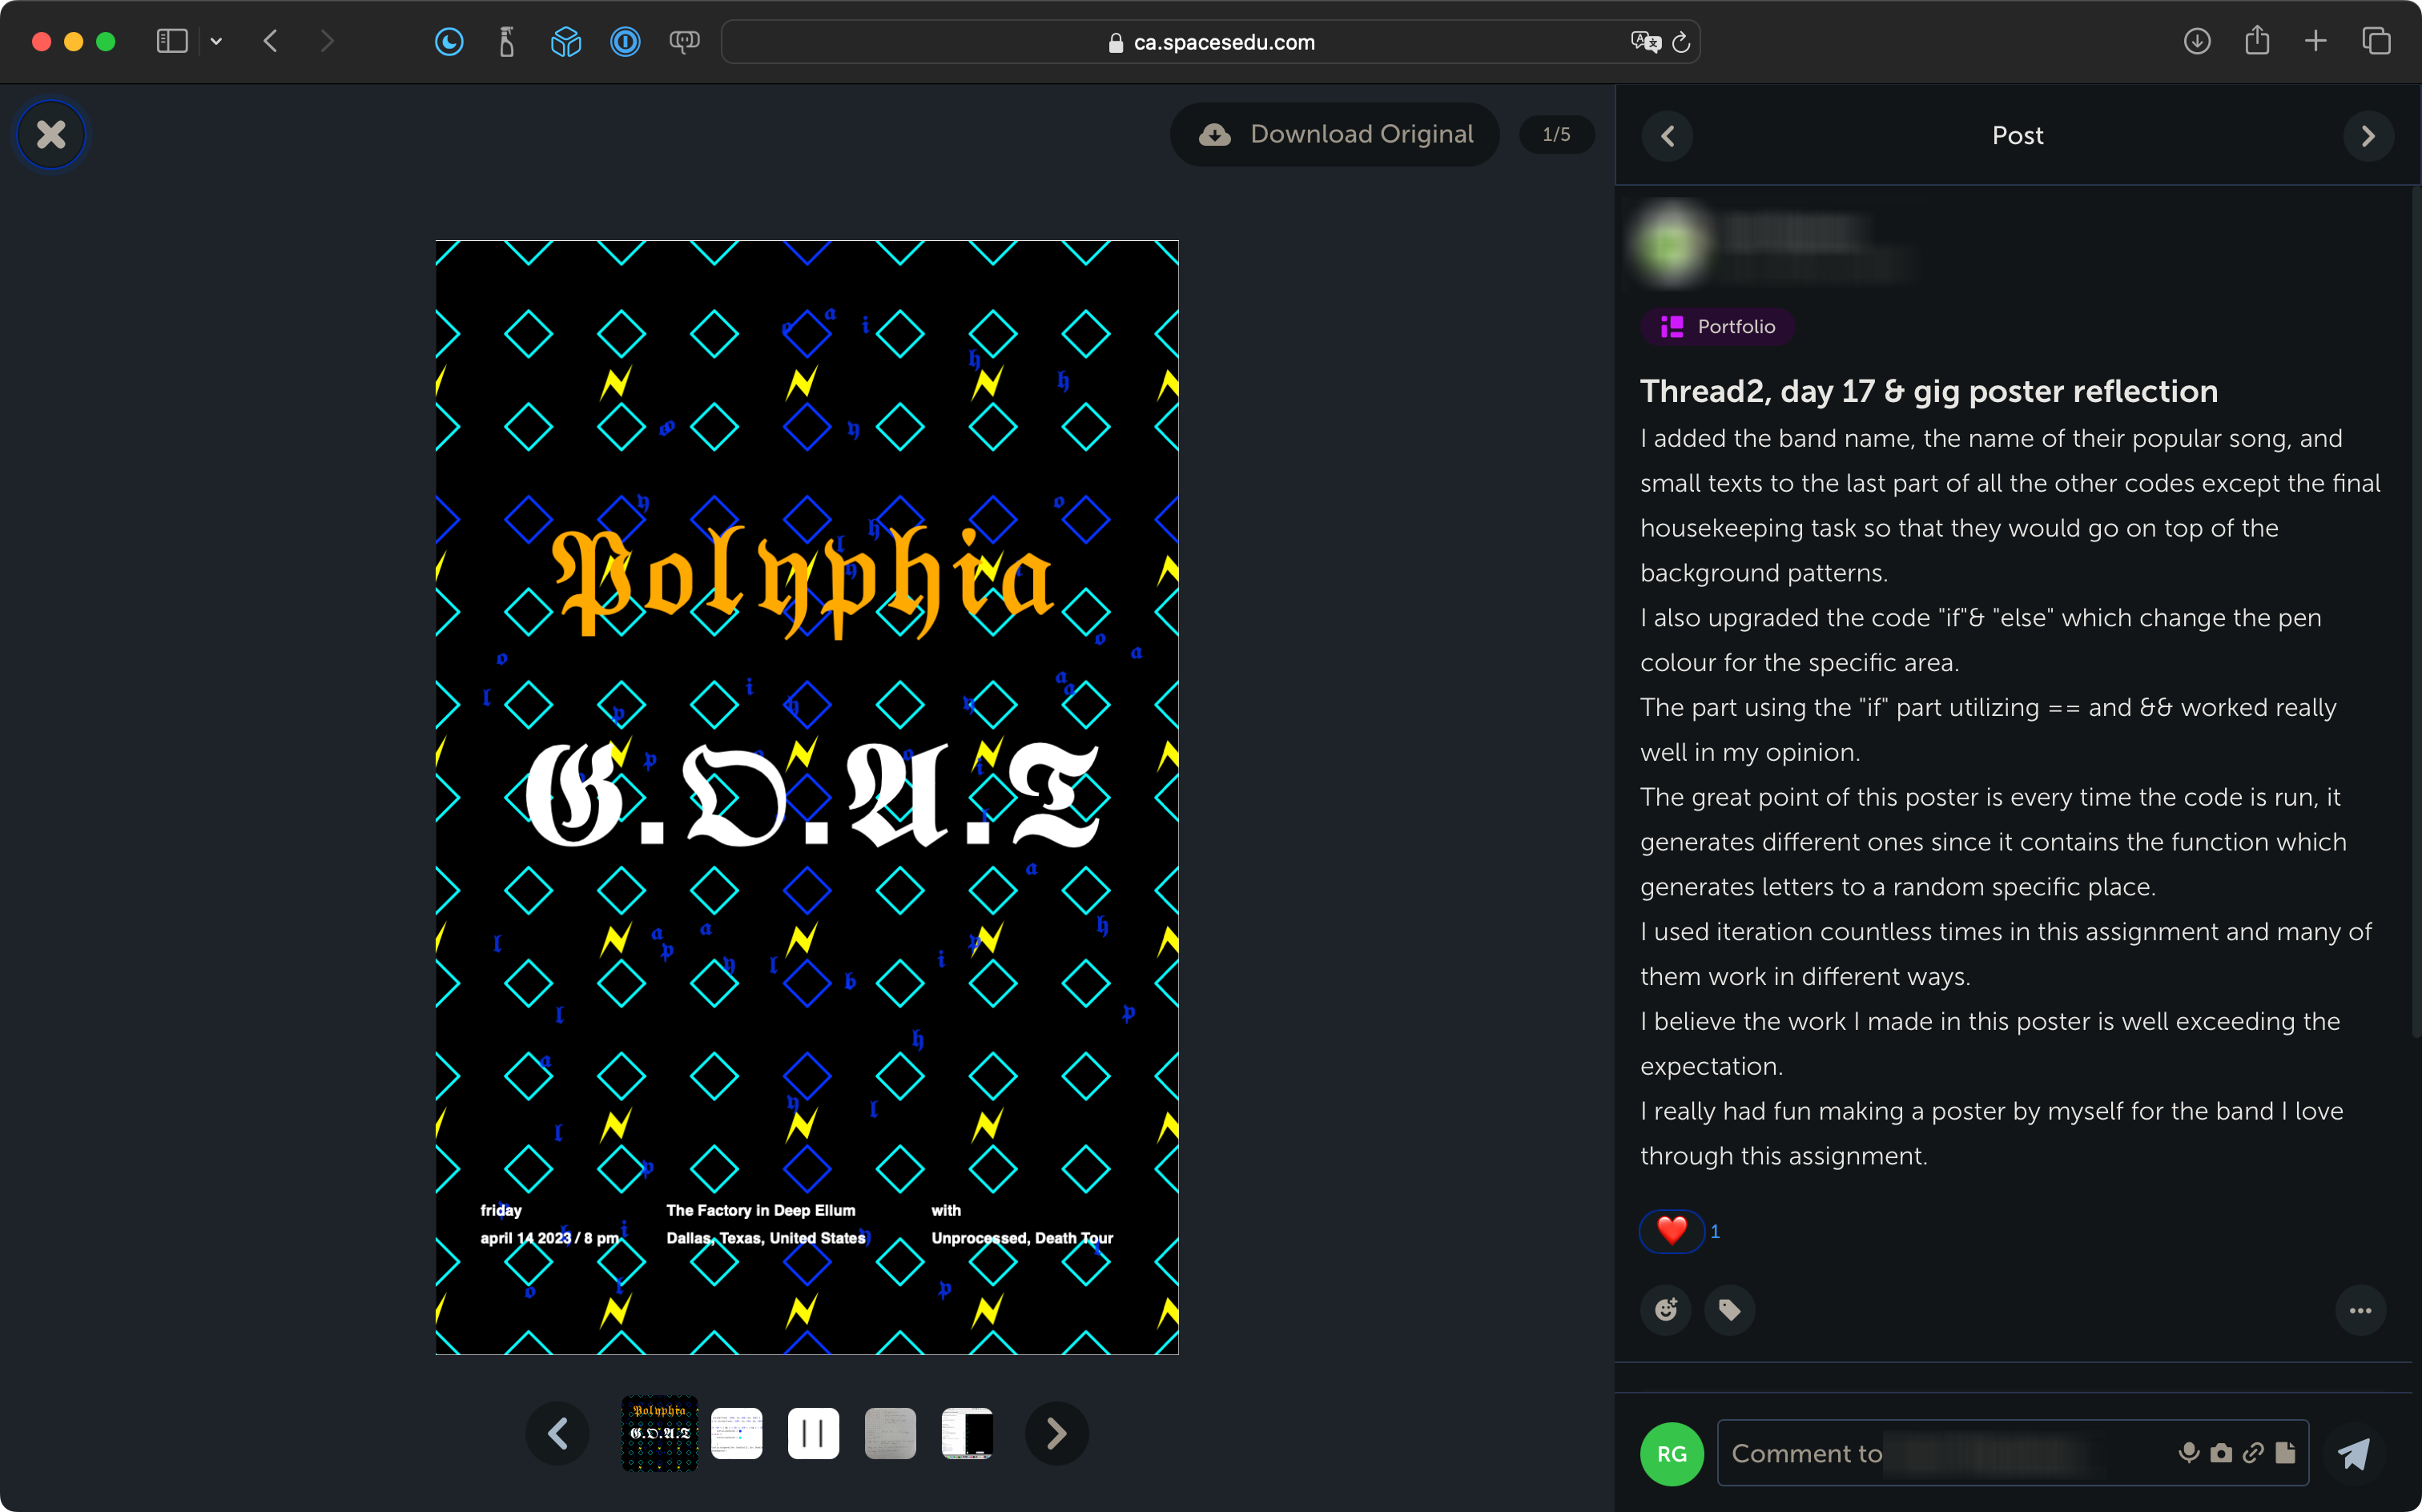 ca.spacesedu.com
Download Original
1/5
Post
Portfolio
Thread2, day 17 & gig poster reflection
I added the band name, the name of their popular song, and
small texts to the last part of all the other codes except the final
housekeeping task so that they would go on top of the
background patterns.
I also upgraded the code "if"& "else" which change the pen
colour for the specific area.
The part using the "if" part utilizing == and && worked really
well in my opinion.
The great point of this poster is every time the code is run, it
generates different ones since it contains the function which
generates letters to a random specific place.
I used iteration countless times in this assignment and many of
them work in different ways.
I believe the work I made in this poster is well exceeding the
expectation.
I really had fun making a poster by myself for the band I love
through this assignment.
1
RG
Comment to
Polyphia
G.O.A.T
friday
april 14 2023 / 8 pm
The Factory in Deep Ellum
Dallas, Texas, United States
with
Unprocessed, Death Tour
Polyphia
G.O.A.T